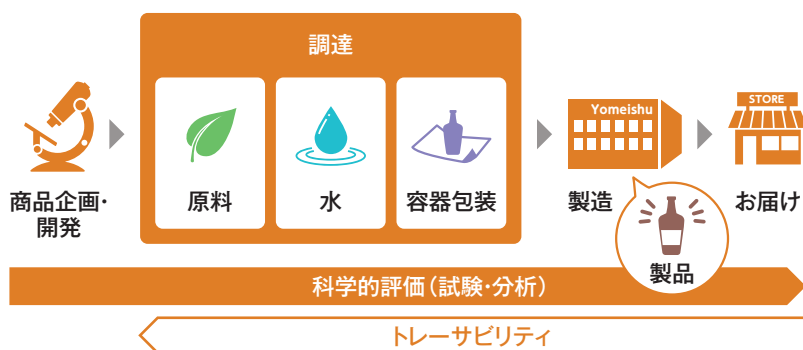 調達
商品企画・
開発
原料
水
容器包装
Yomeishu
製造
STORE
お届け
製品
科学的評価（試験・分析）
トレーサビリティ